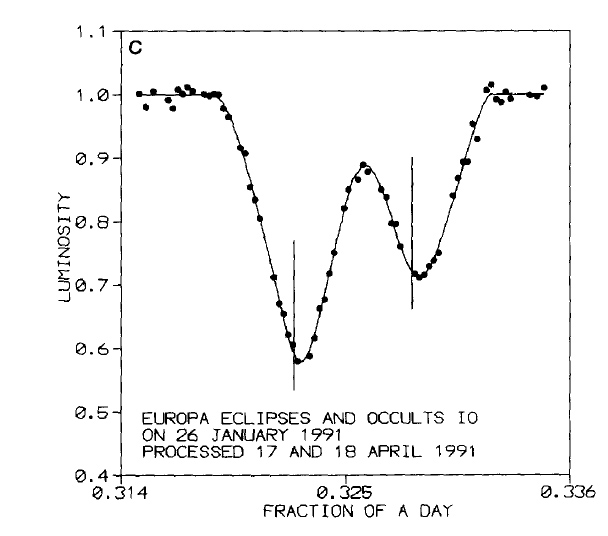 C
1.1
1.0
0.9
0.8
0.7
0.6
0.5
0.4
LUMINOSITY
EUROPA ECLIPSES AND OCCULTS IO
ON 26 JANUARY 1991
PROCESSED 17 AND 18 APRIL 1991
0.314 0.325 0.336
FRACTION OF A DAY